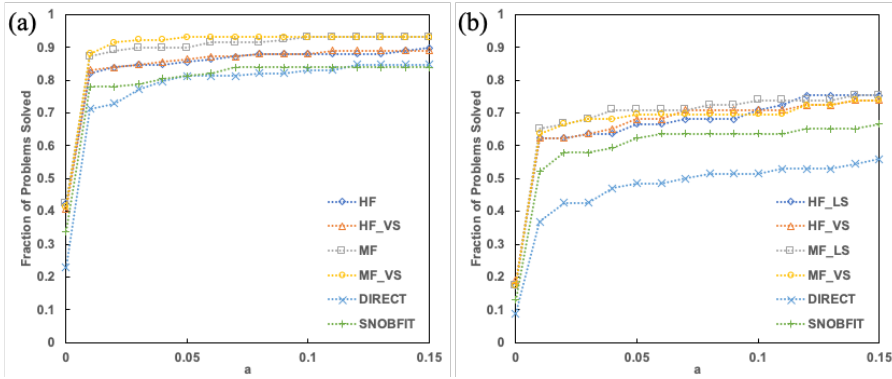 (a)
Fraction of Problems Solved
1
0.9
0.8
0.7
0.6
0.5
0.4
0.3
0.2
0.1
0
0
0.05
0.1
0.15
a
HF
HF_VS
MF
MF_VS
DIRECT
SNOBFIT
(b)
Fraction of Problems Solved
1
0.9
0.8
0.7
0.6
0.5
0.4
0.3
0.2
0.1
0
0
0.05
0.1
0.15
a
HF_LS
HF_VS
MF_LS
MF_VS
DIRECT
SNOBFIT